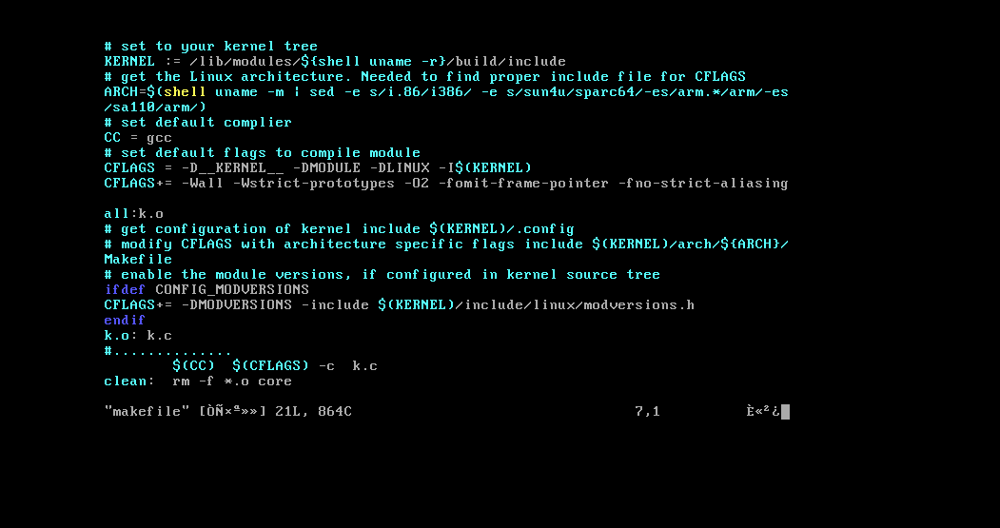 # set to your kernel tree
KERNEL := /lib/modules/${shell uname -r}/build/include
# get the Linux architecture. Needed to find proper include file for CFLAGS
ARCH=$(shell uname -m | sed -e s/i.86/i386/ -e s/sun4u/sparc64/-es/arm.*/arm/-es
/sa110/arm/)
# set default complier
CC = gcc
# set default flags to compile module
CFLAGS = -D__KERNEL__ -DMODULE -DLINUX -I$(KERNEL)
CFLAGS+= -Wall -Wstrict-prototypes -O2 -fomit-frame-pointer -fno-strict-aliasing
all:k.o
# get configuration of kernel include $(KERNEL)/.config
# modify CFLAGS with architecture specific flags include $(KERNEL)/arch/${ARCH}/
Makefile
# enable the module versions, if configured in kernel source tree
ifdef CONFIG_MODVERSIONS
CFLAGS+= -DMODVERSIONS -include $(KERNEL)/include/linux/modversions.h
endif
k.o: k.c
#..............
$(CC)  $(CFLAGS) -c  k.c
clean:  rm -f *.o core
"makefile" [ÒÑ×ª»»] 21L, 864C 7,1 È«²¿